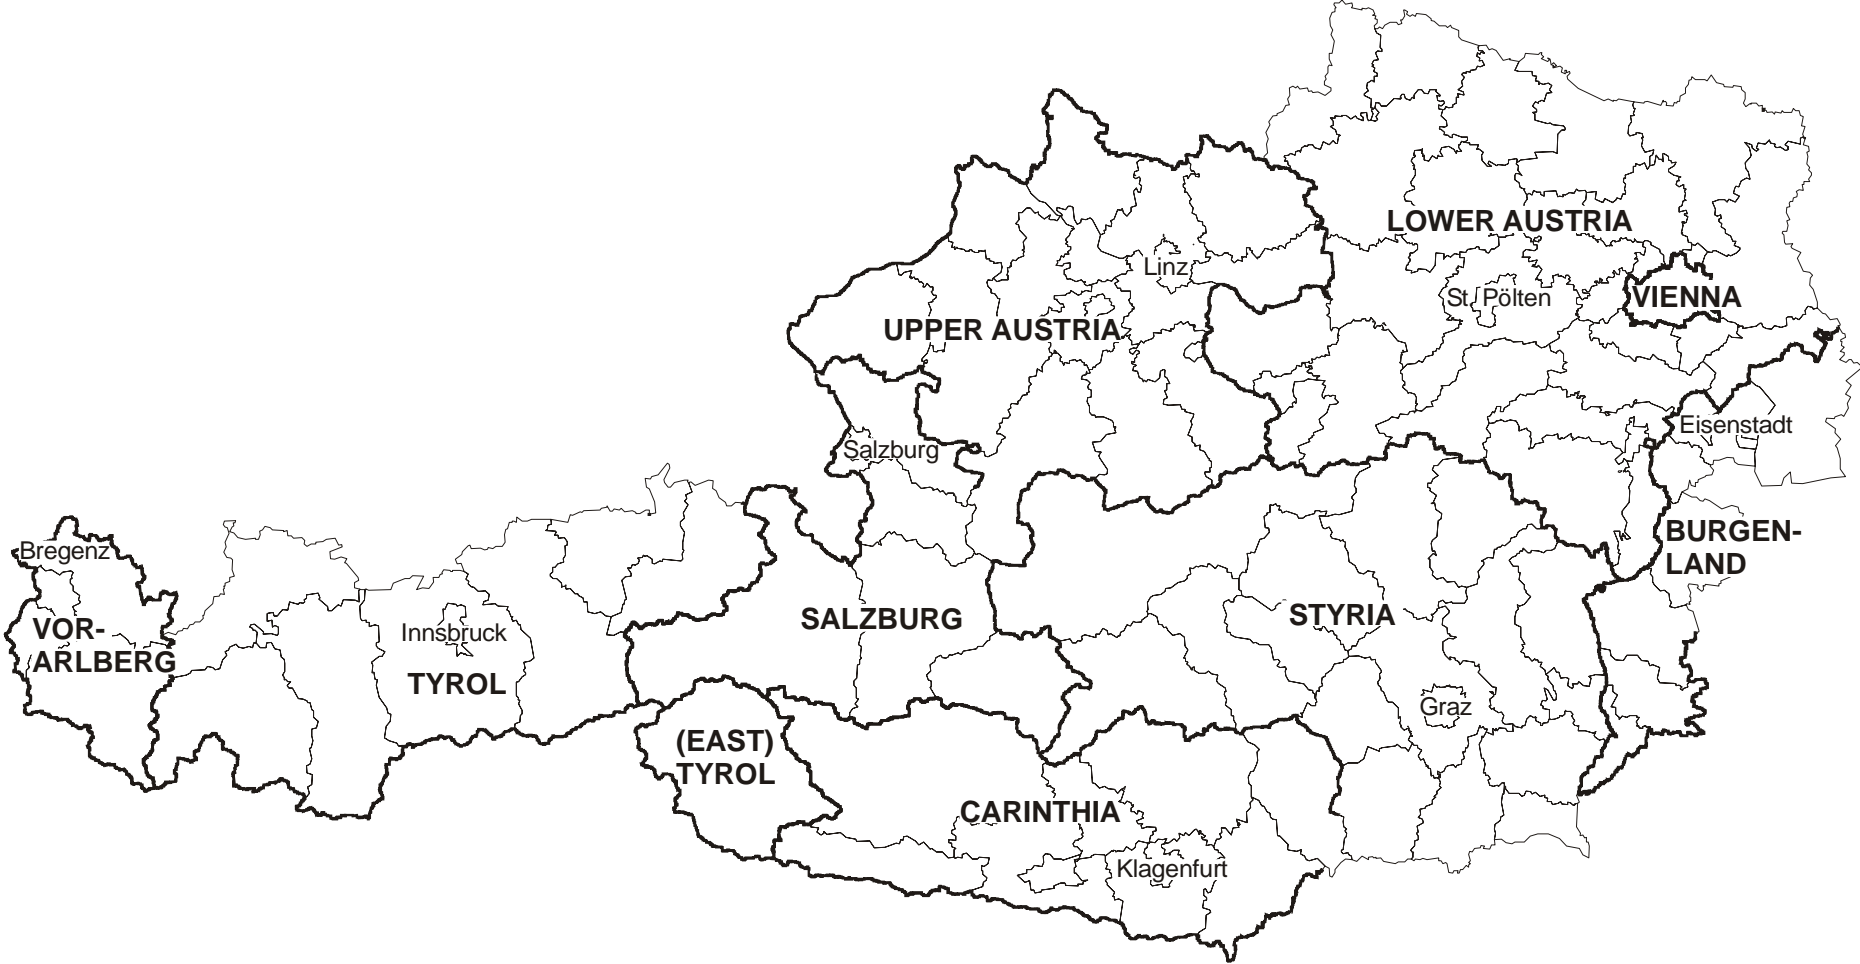 LOWER AUSTRIA
Linz
St. Pölten
VIENNA
UPPER AUSTRIA
Eisenstadt
Salzburg
BURGEN-
LAND
Bregenz
SALZBURG
STYRIA
VOR-
ARLBERG
Innsbruck
TYROL
Graz
(EAST)
TYROL
CARINTHIA
Klagenfurt